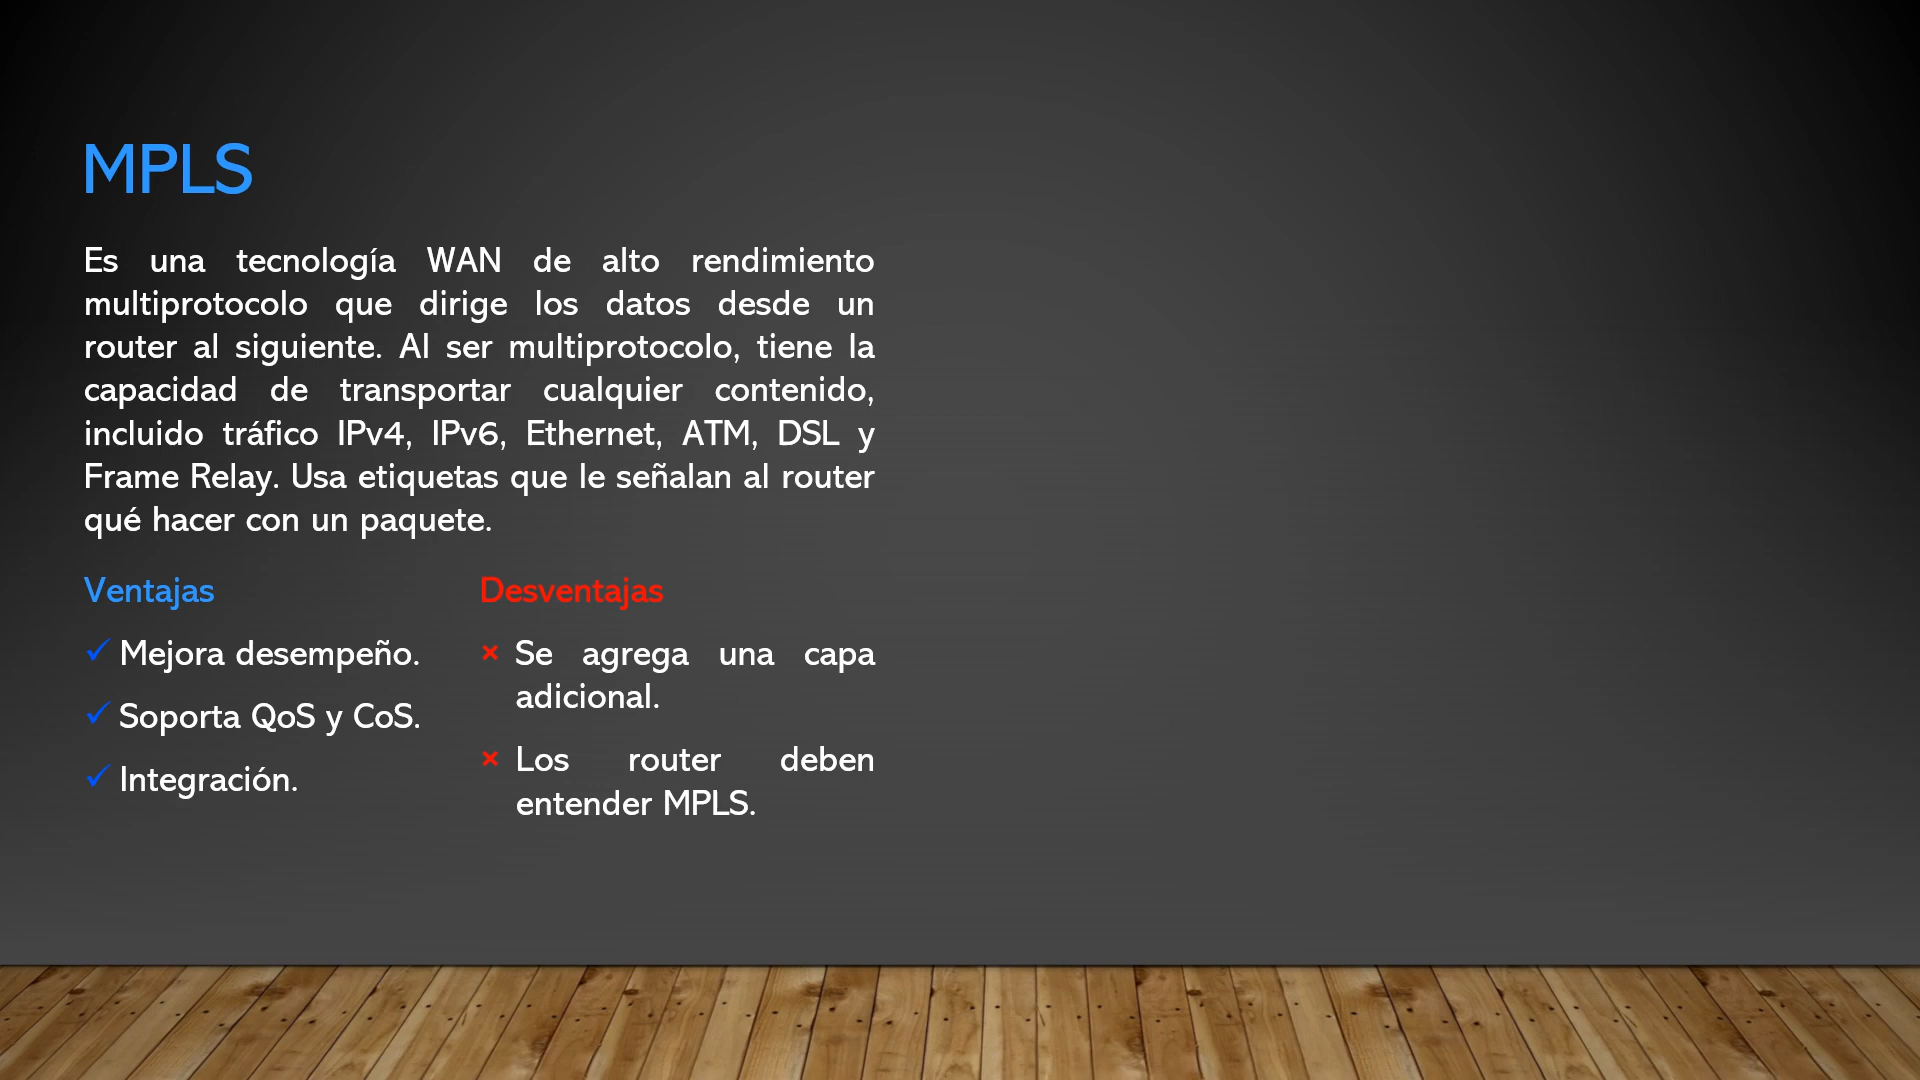 MPLS
Es una tecnología WAN de alto rendimiento
multiprotocolo que dirige los datos desde un
router al siguiente. Al ser multiprotocolo, tiene la
capacidad de transportar cualquier contenido,
incluido tráfico IPv4, IPv6, Ethernet, ATM, DSL y
Frame Relay. Usa etiquetas que le señalan al router
qué hacer con un paquete.
Ventajas
✓ Mejora desempeño.
✓ Soporta QoS y CoS.
✓ Integración.
Desventajas
× Se agrega una capa
adicional.
× Los router deben
entender MPLS.